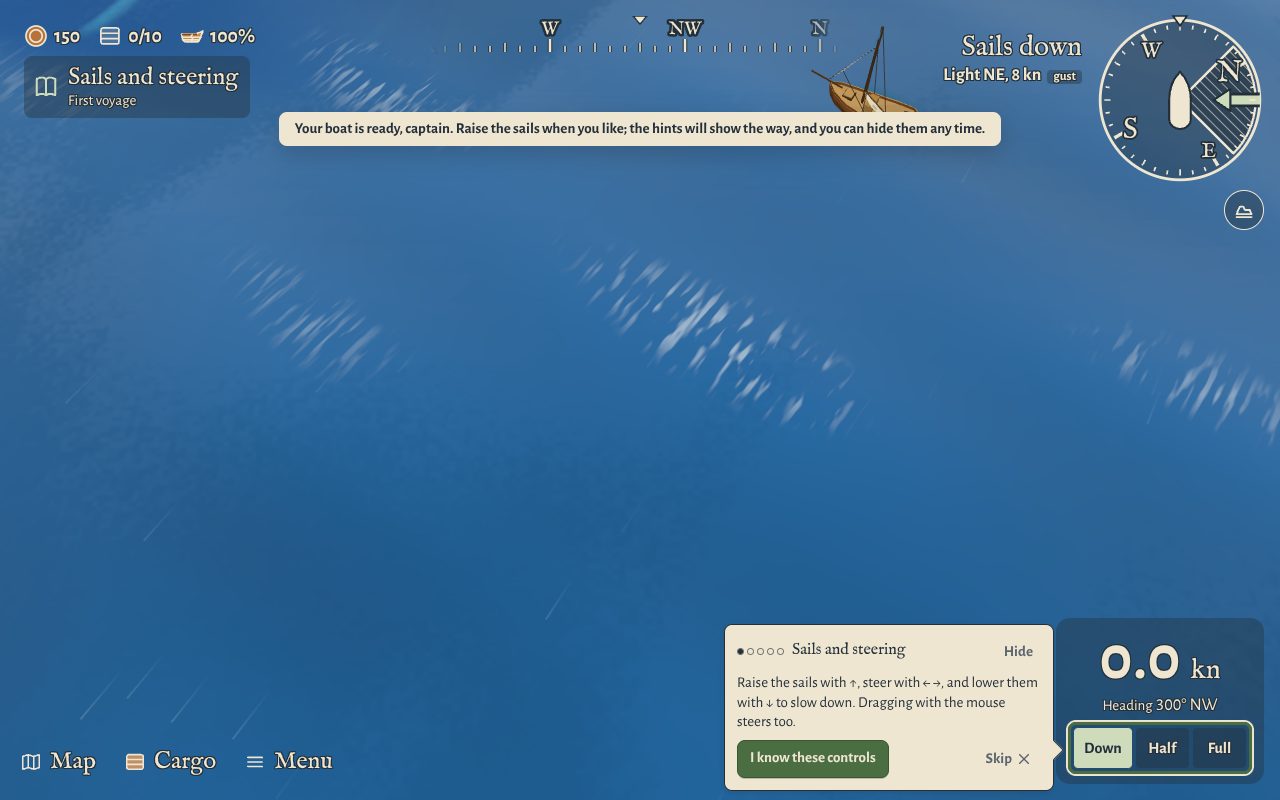 150 0/10 100%
Sails and steering
First voyage
W NW N
Sails down
Light NE, 8 kn gust
W N S E
Your boat is ready, captain. Raise the sails when you like; the hints will show the way, and you can hide them any time.
Sails and steering Hide
Raise the sails with ↑, steer with ←→, and lower them
with ↓ to slow down. Dragging with the mouse
steers too.
I know these controls Skip ×
0.0 kn
Heading 300° NW
Down Half Full
Map Cargo Menu